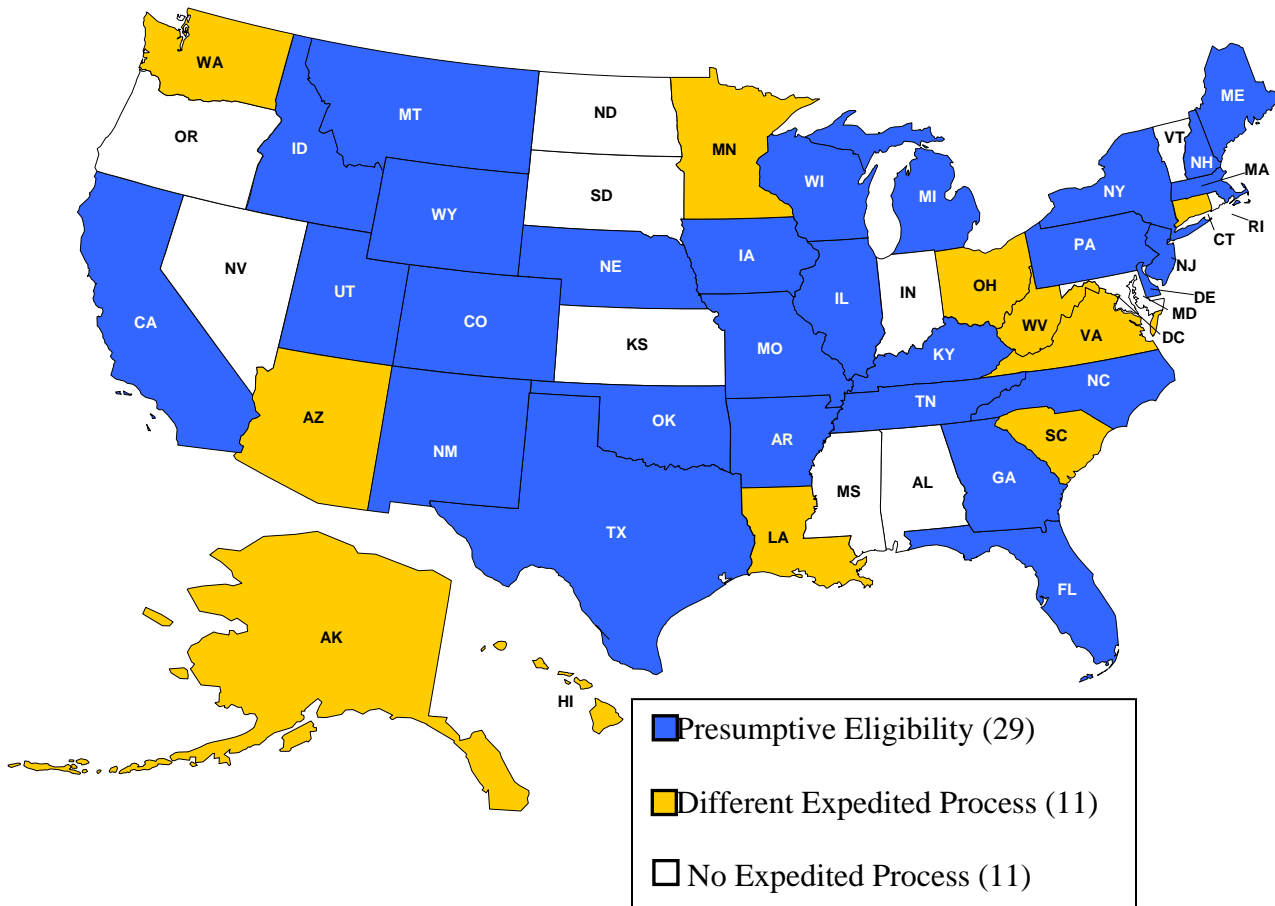 WA
MT
ND
MN
ME
OR
ID
SD
WI
MI
VT
NH
MA
NY
WY
RI
CT
NV
NE
IA
PA
NJ
UT
CO
IL
IN
OH
DE
MD
CA
KS
MO
WV
VA
DC
KY
NC
AZ
NM
OK
AR
TN
SC
MS
AL
GA
TX
LA
FL
AK
HI
Presumptive Eligibility (29)
Different Expedited Process (11)
No Expedited Process (11)